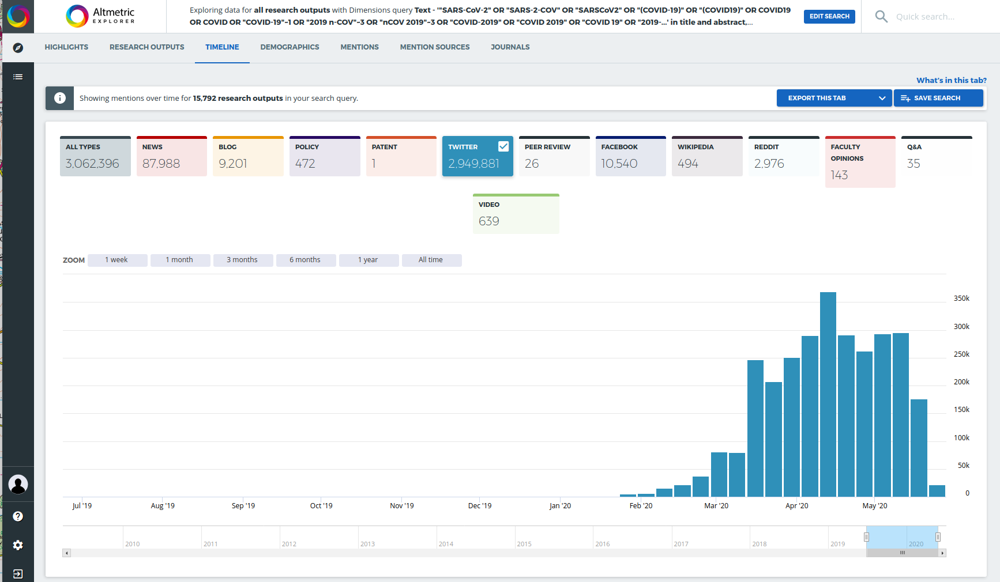 Altmetric
EXPLORER
Exploring data for all research outputs with Dimensions query Text - '"SARS-CoV-2" OR "SARS-2-COV" OR "SARSCoV2" OR "(COVID-19)" OR "(COVID19)" OR COVID19
OR COVID OR "COVID-19"~1 OR "2019 n-COV"~3 OR "nCOV 2019"~3 OR "COVID-2019" OR "COVID 2019" OR "COVID 19" OR "2019-...' in title and abstract,...
EDIT SEARCH
Quick search...
HIGHLIGHTS RESEARCH OUTPUTS TIMELINE DEMOGRAPHICS MENTIONS MENTION SOURCES JOURNALS
What's in this tab?
Showing mentions over time for 15,792 research outputs in your search query.
EXPORT THIS TAB
SAVE SEARCH
ALL TYPES
3,062,396
NEWS
87,988
BLOG
9,201
POLICY
472
PATENT
1
TWITTER
2,949,881
PEER REVIEW
26
FACEBOOK
10,540
WIKIPEDIA
494
REDDIT
2,976
FACULTY
OPINIONS
143
Q&A
35
VIDEO
639
ZOOM 1 week 1 month 3 months 6 months 1 year All time
350k
300k
250k
200k
150k
100k
50k
0
Jul '19 Aug '19 Sep '19 Oct '19 Nov '19 Dec '19 Jan '20 Feb '20 Mar '20 Apr '20 May '20
2010 2011 2012 2013 2014 2015 2016 2017 2018 2019 2020